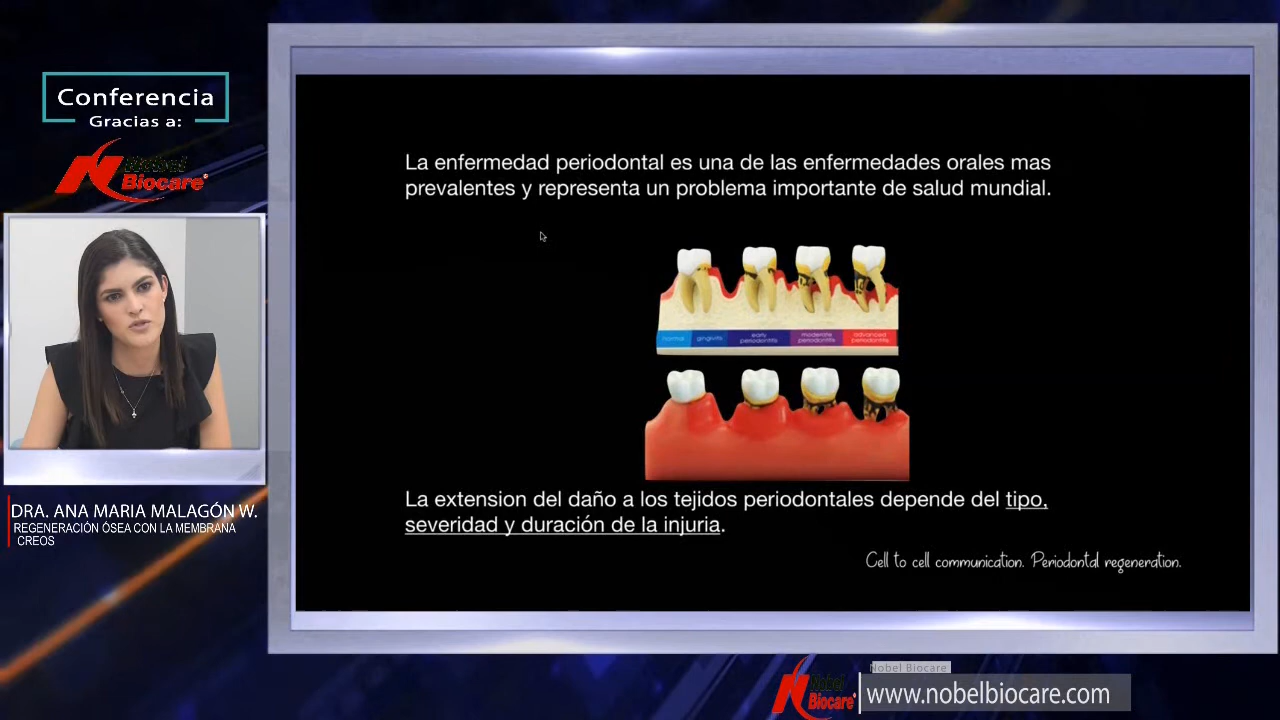 Conferencia
Gracias a:
Nobel
Biocare
La enfermedad periodontal es una de las enfermedades orales mas
prevalentes y representa un problema importante de salud mundial.
normal gingivitis early periodontitis moderate periodontitis advanced periodontitis
La extension del daño a los tejidos periodontales depende del tipo,
severidad y duración de la injuria.
Cell to cell communication. Periodontal regeneration.
DRA. ANA MARIA MALAGÓN W.
REGENERACIÓN ÓSEA CON LA MEMBRANA
CREOS
Nobel
Biocare
Nobel Biocare
www.nobelbiocare.com